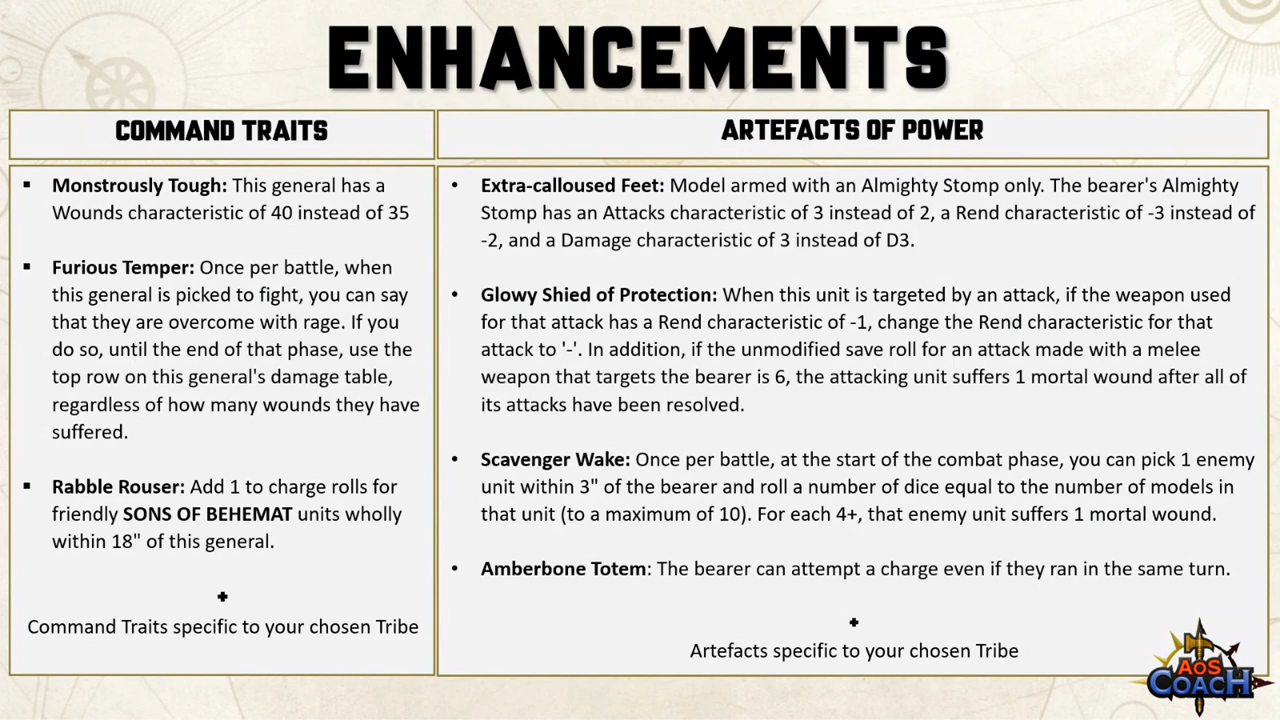 ENHANCEMENTS
COMMAND TRAITS
▪ Monstrously Tough: This general has a
Wounds characteristic of 40 instead of 35
▪ Furious Temper: Once per battle, when
this general is picked to fight, you can say
that they are overcome with rage. If you
do so, until the end of that phase, use the
top row on this general's damage table,
regardless of how many wounds they have
suffered.
▪ Rabble Rouser: Add 1 to charge rolls for
friendly SONS OF BEHEMAT units wholly
within 18" of this general.
+
Command Traits specific to your chosen Tribe
ARTEFACTS OF POWER
• Extra-calloused Feet: Model armed with an Almighty Stomp only. The bearer's Almighty
Stomp has an Attacks characteristic of 3 instead of 2, a Rend characteristic of -3 instead of
-2, and a Damage characteristic of 3 instead of D3.
• Glowy Shied of Protection: When this unit is targeted by an attack, if the weapon used
for that attack has a Rend characteristic of -1, change the Rend characteristic for that
attack to '-'. In addition, if the unmodified save roll for an attack made with a melee
weapon that targets the bearer is 6, the attacking unit suffers 1 mortal wound after all of
its attacks have been resolved.
• Scavenger Wake: Once per battle, at the start of the combat phase, you can pick 1 enemy
unit within 3" of the bearer and roll a number of dice equal to the number of models in
that unit (to a maximum of 10). For each 4+, that enemy unit suffers 1 mortal wound.
• Amberbone Totem: The bearer can attempt a charge even if they ran in the same turn.
+
Artefacts specific to your chosen Tribe
AoS
COACH